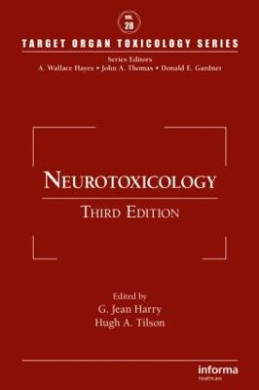 VOL.
28
TARGET ORGAN TOXICOLOGY SERIES
Series Editors
A. Wallace Hayes • John A. Thomas • Donald E. Gardner
NEUROTOXICOLOGY
THIRD EDITION
Edited by
G. Jean Harry
Hugh A. Tilson
informa
healthcare